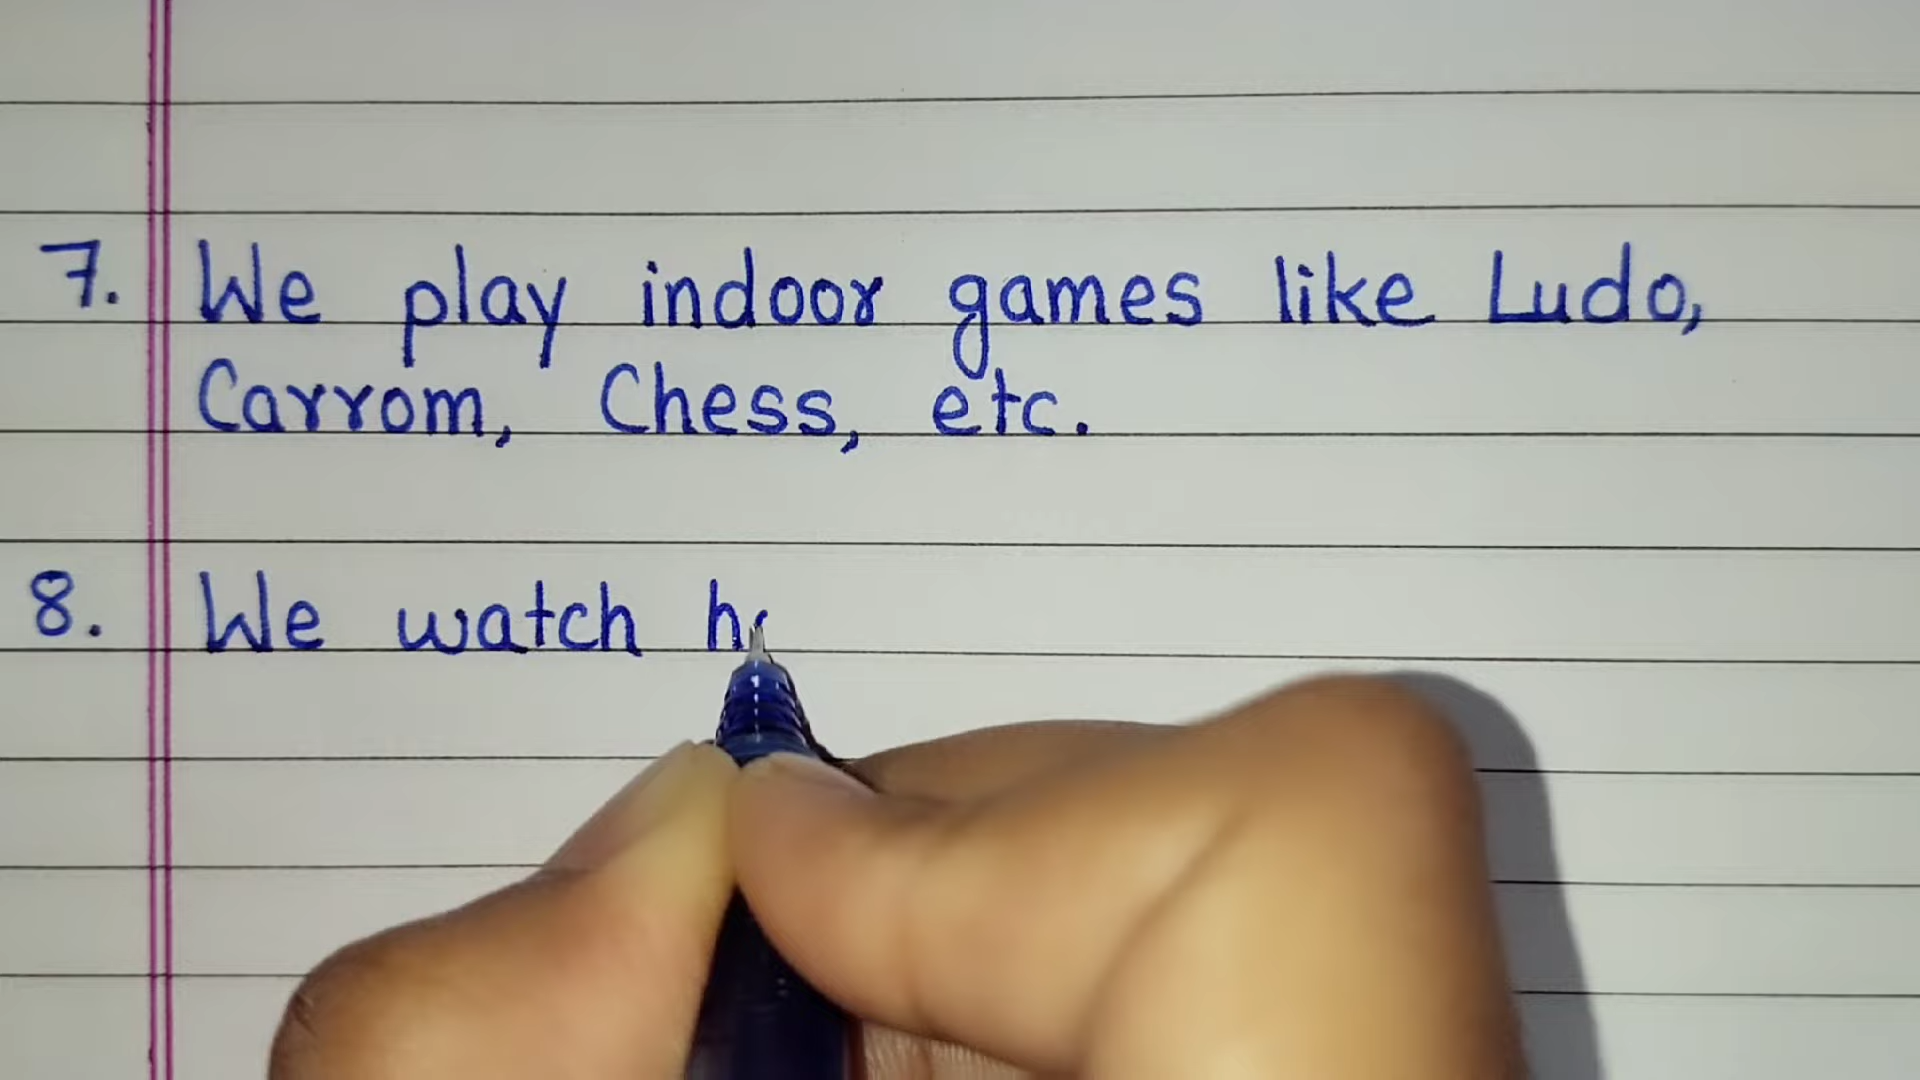 7. We play indoor games like Ludo,
Carrom, Chess, etc.
8. We watch